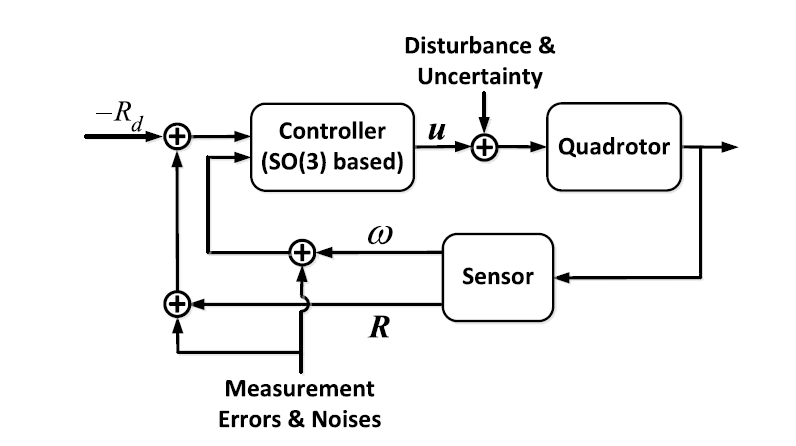 Disturbance &
Uncertainty
−R_d
Controller
(SO(3) based)
u
Quadrotor
ω
Sensor
R
Measurement
Errors & Noises